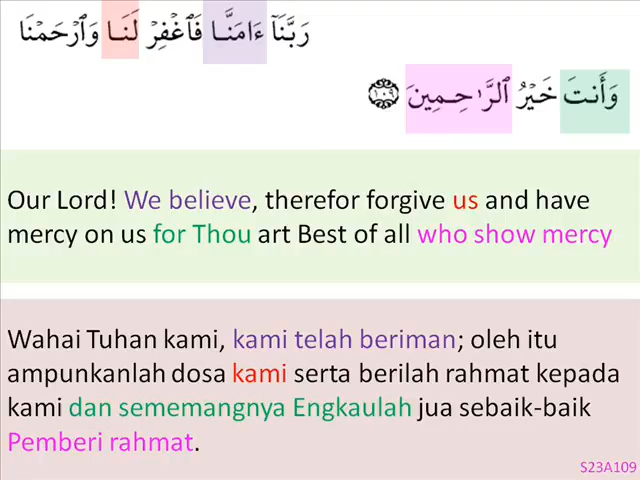 رَبَّنَآ ءَامَنَّا فَٱغْفِرْ لَنَا وَٱرْحَمْنَا
وَأَنتَ خَيْرُ ٱلرَّٰحِمِينَ ١٠٩
Our Lord! We believe, therefor forgive us and have
mercy on us for Thou art Best of all who show mercy
Wahai Tuhan kami, kami telah beriman; oleh itu
ampunkanlah dosa kami serta berilah rahmat kepada
kami dan sememangnya Engkaulah jua sebaik-baik
Pemberi rahmat.
S23A109